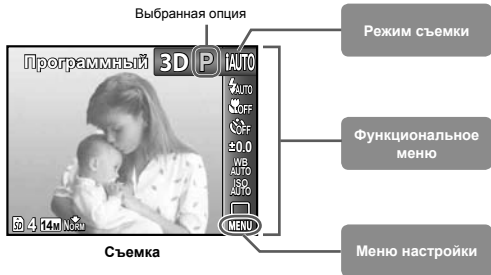 Выбранная опция
Режим съемки
Программный 3D P iAUTO
AUTO
OFF
OFF
±0.0
WB
AUTO
ISO
AUTO
Функциональное
меню
4 14M NORM
MENU
Съемка
Меню настройки